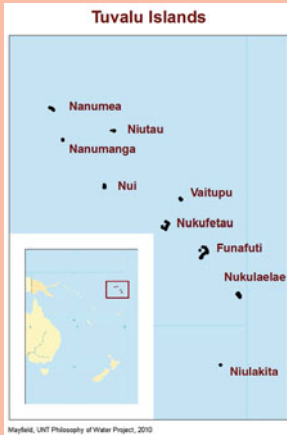 Tuvalu Islands
Nanumea
Niutau
Nanumanga
Nui
Vaitupu
Nukufetau
Funafuti
Nukulaelae
Niulakita
Mayfield, UNT Philosophy of Water Project, 2010